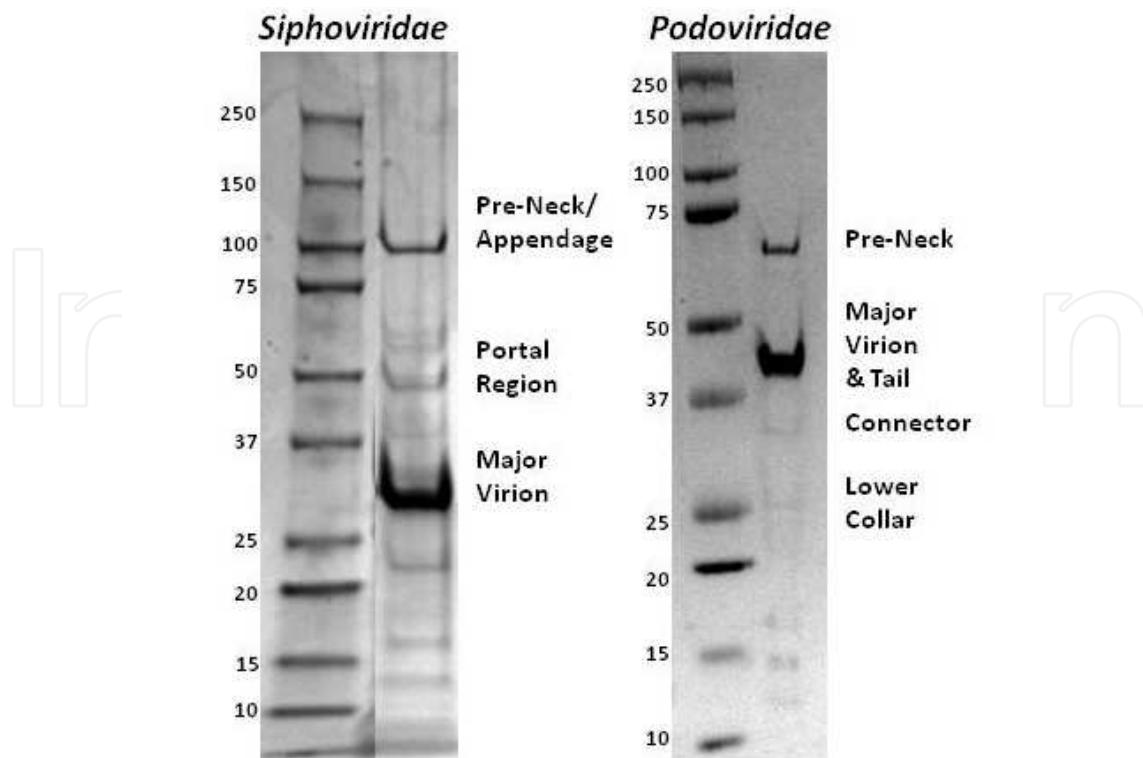 Siphoviridae
250
150
100
75
50
37
25
20
15
10
Pre-Neck/
Appendage
Portal
Region
Major
Virion
Podoviridae
250
150
100
75
50
37
25
20
15
10
Pre-Neck
Major
Virion
& Tail
Connector
Lower
Collar